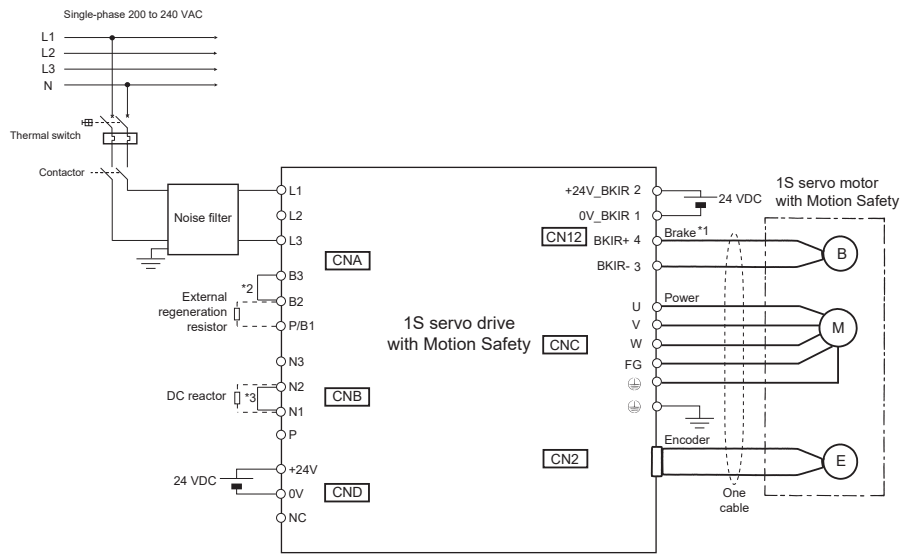 Single-phase 200 to 240 VAC
L1
L2
L3
N
Thermal switch
Contactor
Noise filter
L1
L2
L3
CNA
B3
*2
B2
External
regeneration
resistor
P/B1
N3
N2
DC reactor
*3
N1
CNB
P
+24V
24 VDC
0V
CND
NC
1S servo drive
with Motion Safety
+24V_BKIR 2
0V_BKIR 1
24 VDC
CN12
BKIR+ 4
BKIR- 3
Brake*1
1S servo motor
with Motion Safety
B
Power
U
V
W
FG
CNC
M
Encoder
CN2
E
One
cable